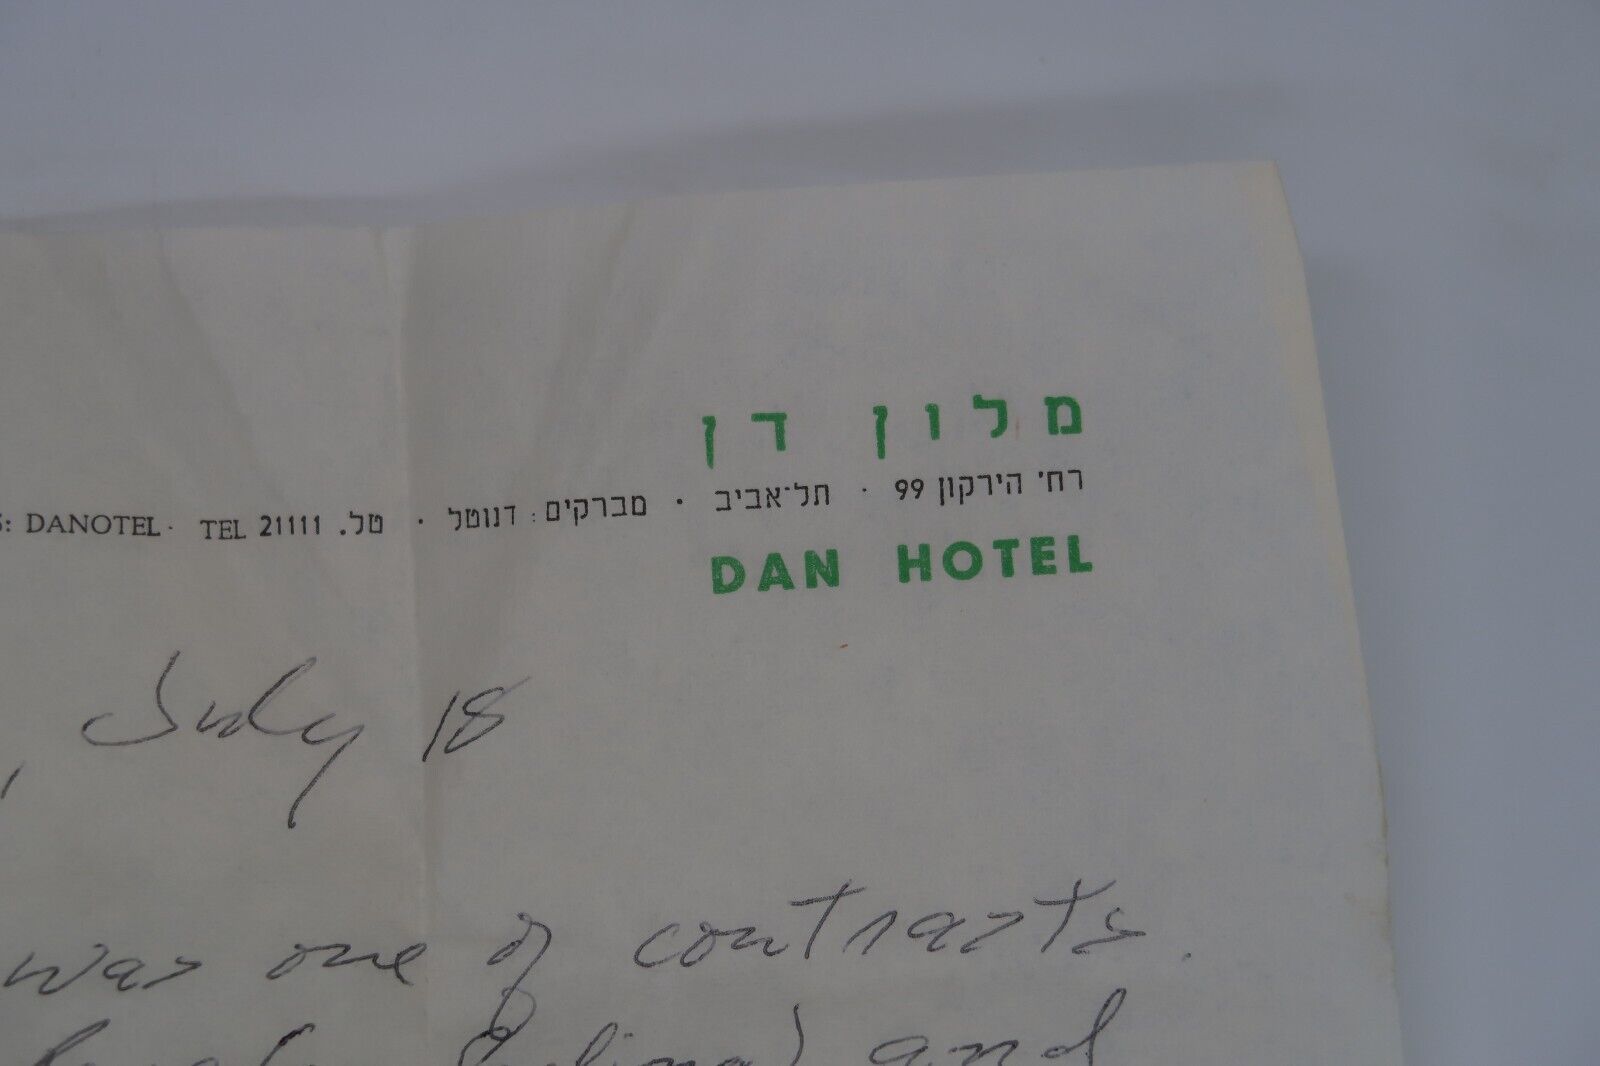 מלון דן
רח' הירקון 99 · תל־אביב · מברקים: דנוטל · טל. 21111 TEL · DANOTEL :S
DAN HOTEL
, July 18
was one of contrasts.
and